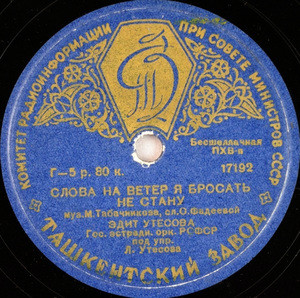 КОМИТЕТ РАДИОИНФОРМАЦИИ ПРИ СОВЕТЕ МИНИСТРОВ СССР
Д
Бесшеллачная
ПХВ-я
Г—5 р. 80 к.
17192
СЛОВА НА ВЕТЕР Я БРОСАТЬ
НЕ СТАНУ
муз. М. Табачникова, сл. О. Фадеевой
ЭДИТ УТЕСОВА
Гос. эстрадн. орк. РСФСР
под упр.
Л. Утесова
ТАШКЕНТСКИЙ ЗАВОД